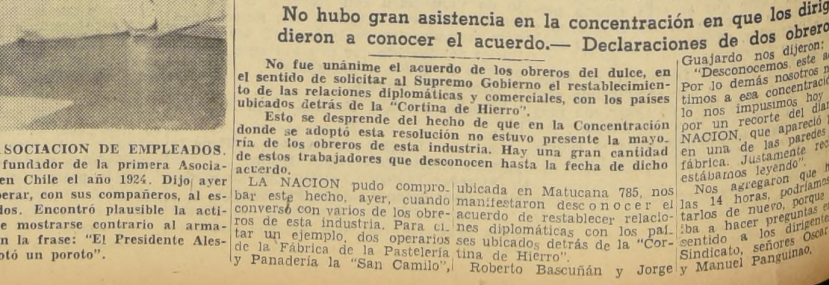 No hubo gran asistencia en la concentración en que los dirig
dieron a conocer el acuerdo.— Declaraciones de dos obrero
SOCIACION DE EMPLEADOS.
fundador de la primera Asocia-
en Chile el año 1924. Dijo ayer
perar, con sus compañeros, al es-
dos. Encontró plausible la acti-
e mostrarse contrario al arma-
n la frase: "El Presidente Ales-
otó un poroto".
No fue unánime el acuerdo de los obreros del dulce, en
el sentido de solicitar al Supremo Gobierno el restablecimien-
to de las relaciones diplomáticas y comerciales, con los países
ubicados detrás de la "Cortina de Hierro".
Esto se desprende del hecho de que en la Concentración
donde se adoptó esta resolución no estuvo presente la mayo-
ría de los obreros de esta industria. Hay una gran cantidad
de estos trabajadores que desconocen hasta la fecha de dicho
acuerdo.
LA NACION pudo compro-
bar este hecho, ayer, cuando
conversó con varios de los obre-
ros de esta industria. Para ci-
tar un ejemplo, dos operarios
de la Fábrica de la Pastelería
y Panadería la "San Camilo",
ubicada en Matucana 785, nos
manifestaron desconocer el
acuerdo de restablecer relacio-
nes diplomáticas con los paí-
ses ubicados detrás de la "Cor-
tina de Hierro".
Roberto Bascuñán y Jorge
Guajardo nos dijeron:
"Desconocemos este
Por lo demás nosotros
timos a esa concentració
lo nos impusimos hoy
por un recorte del dia
NACION, que apareció
en una de las paredes
fábrica. Justamente
estábamos leyendo".
Nos agregaron que
las 14 horas, podríamos
tarlos de nuevo, porque
iba a hacer preguntas
sentido a los dirigentes
Sindicato, señores Oscar
y Manuel Panguinao.